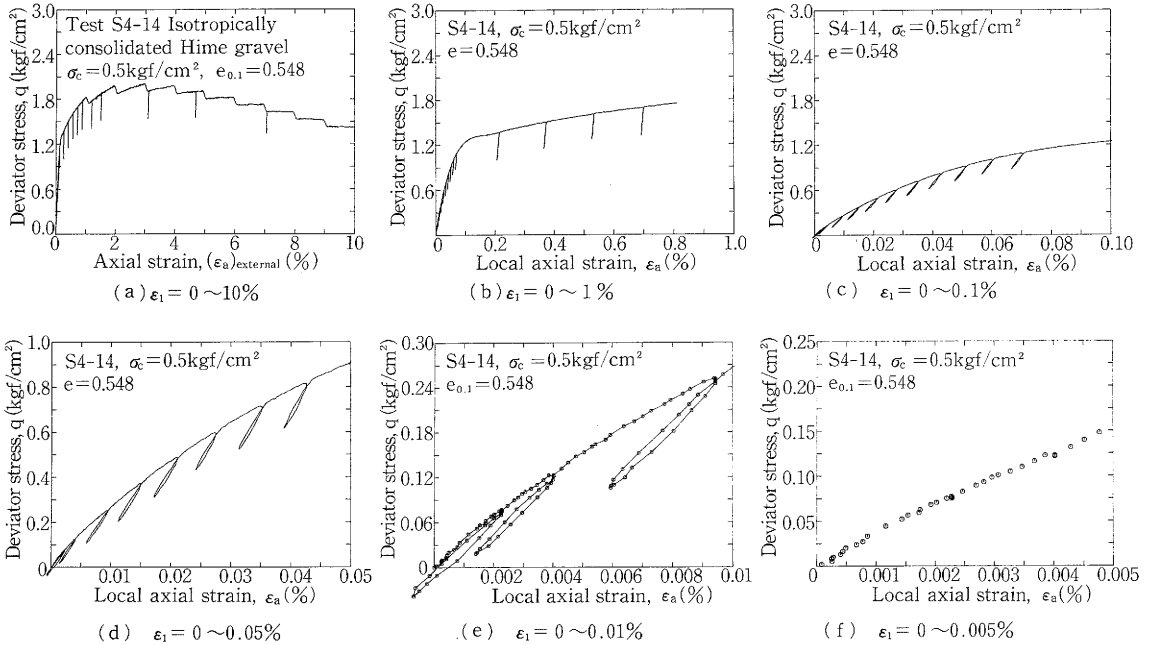 3.0
2.4
1.8
1.2
0.6
0.0
Deviator stress, q (kgf/cm²)
Test S4-14 Isotropically
consolidated Hime gravel
σc=0.5kgf/cm², e0.1=0.548
0 2 4 6 8 10
Axial strain, (εa)external (%)
(a) ε1 = 0 ~10%
3.0
2.4
1.8
1.2
0.6
Deviator stress, q (kgf/cm²)
S4-14, σc=0.5kgf/cm²
e=0.548
0 0.2 0.4 0.6 0.8 1.0
Local axial strain, εa(%)
(b) ε1 = 0 ~ 1 %
3.0
2.4
1.8
1.2
0.6
Deviator stress, q (kgf/cm²)
S4-14, σc=0.5kgf/cm²
e=0.548
0 0.02 0.04 0.06 0.08 0.10
Local axial strain, εa(%)
(c) ε1 = 0 ~0.1%
1.0
0.8
0.6
0.4
0.2
0
Deviator stress, q (kgf/cm²)
S4-14, σc=0.5kgf/cm²
e=0.548
0.01 0.02 0.03 0.04 0.05
Local axial strain, εa(%)
(d) ε1 = 0 ~0.05%
0.30
0.24
0.18
0.12
0.06
0
Deviator stress, q (kgf/cm²)
S4-14, σc=0.5kgf/cm²
e0.1=0.548
0.002 0.004 0.006 0.008 0.01
Local axial strain, εa(%)
(e) ε1 = 0 ~0.01%
0.25
0.20
0.15
0.10
0.05
Deviator stress, q (kgf/cm²)
S4-14, σc=0.5kgf/cm²
e0.1=0.548
0 0.001 0.002 0.003 0.004 0.005
Local axial strain, εa(%)
(f) ε1 = 0 ~0.005%